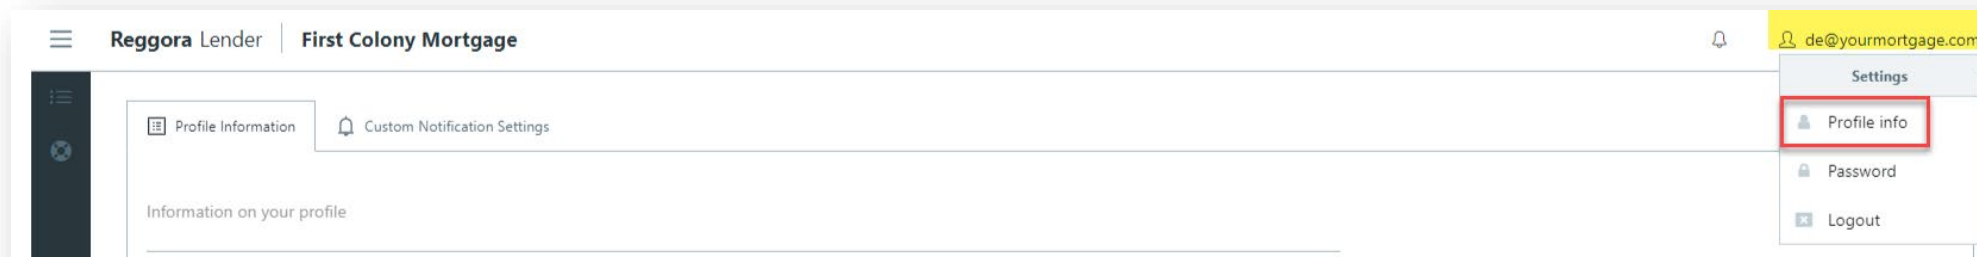 Reggora Lender First Colony Mortgage de@yourmortgage.com
Settings
Profile Information Custom Notification Settings
Profile info
Password
Information on your profile
Logout